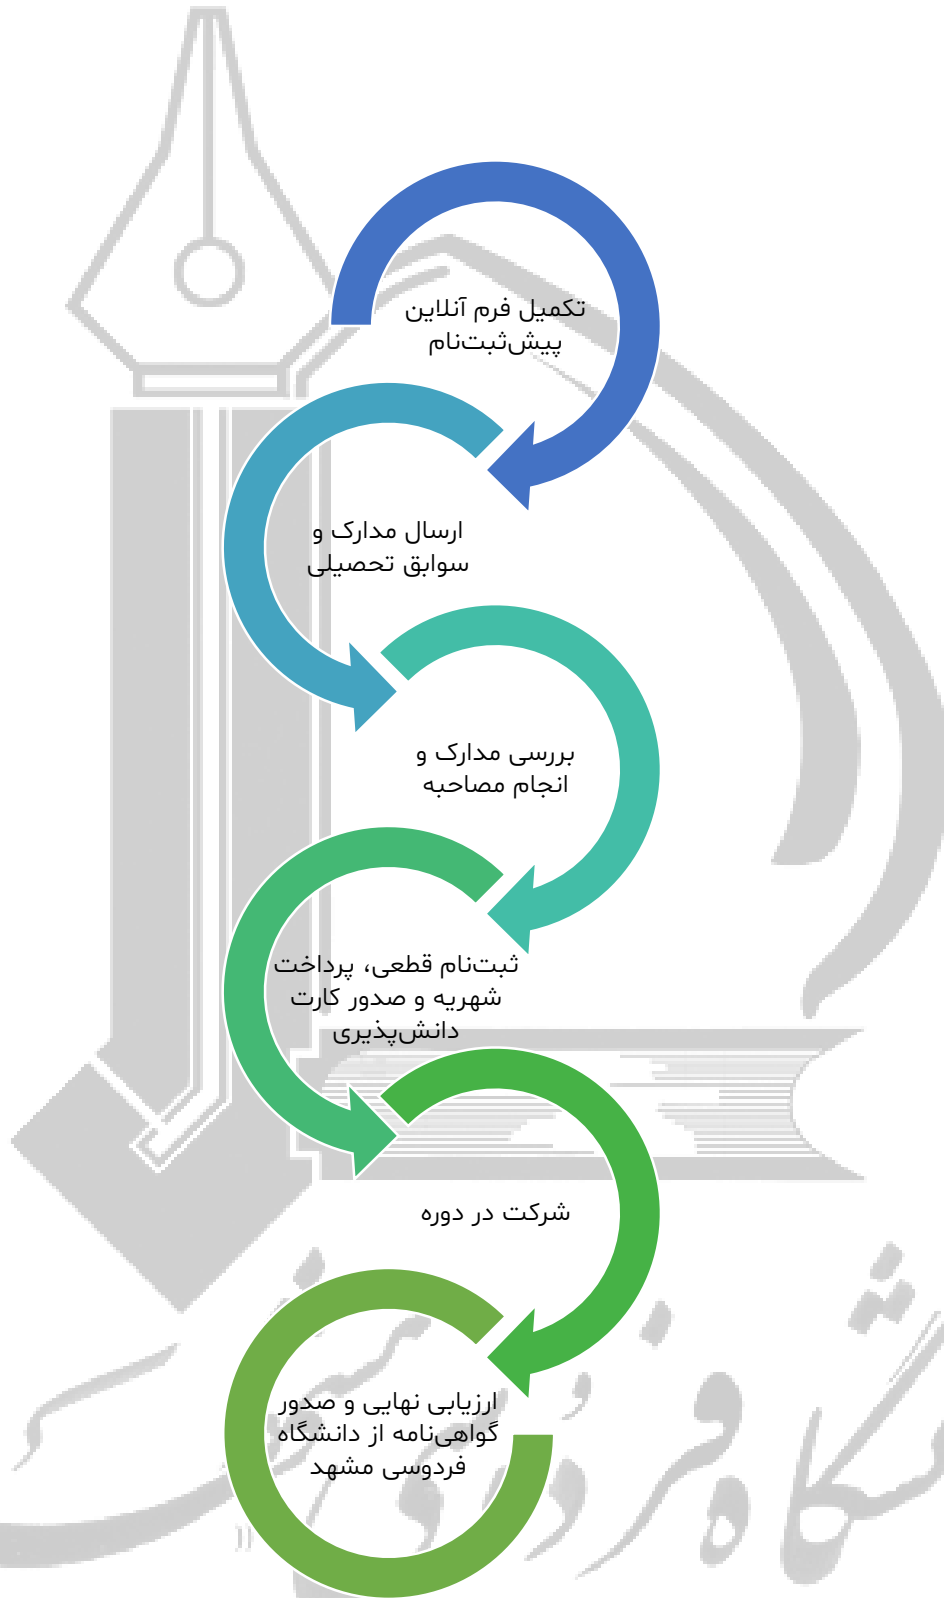 تکمیل فرم آنلاین
پیش‌ثبت‌نام
ارسال مدارک و
سوابق تحصیلی
بررسی مدارک و
انجام مصاحبه
ثبت‌نام قطعی، پرداخت
شهریه و صدور کارت
دانش‌پذیری
شرکت در دوره
ارزیابی نهایی و صدور
گواهی‌نامه از دانشگاه
فردوسی مشهد